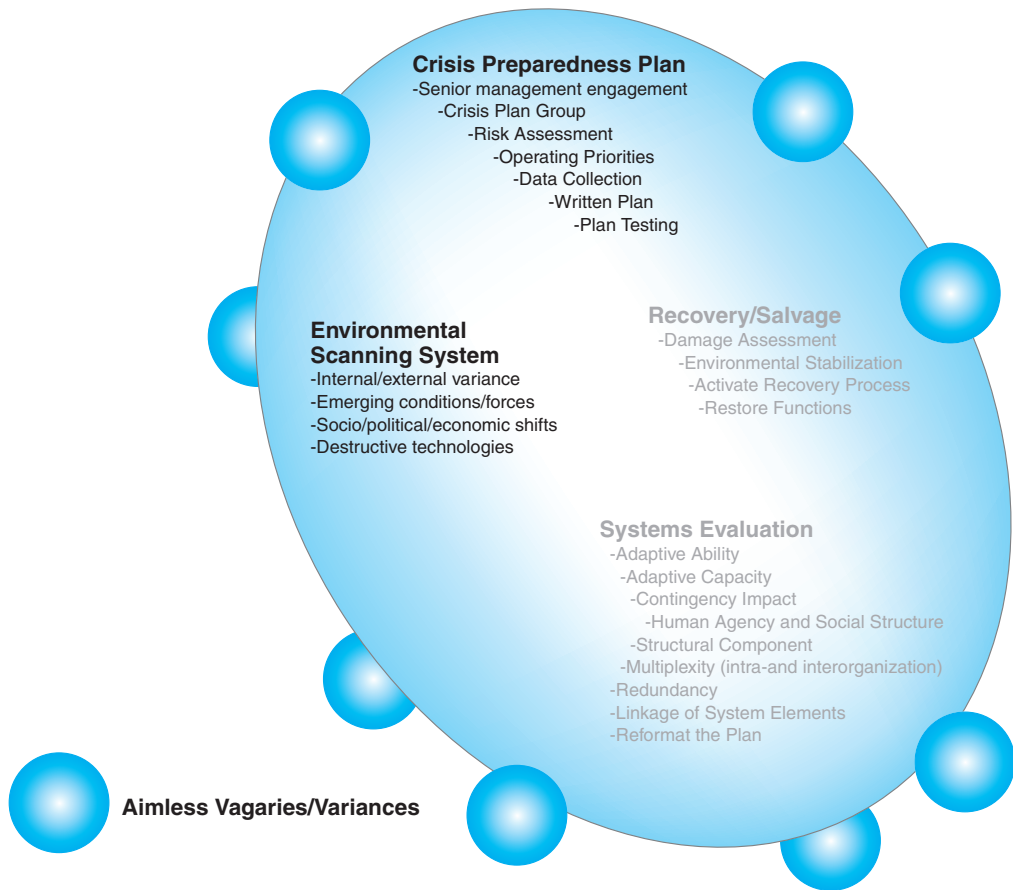 Crisis Preparedness Plan
-Senior management engagement
-Crisis Plan Group
-Risk Assessment
-Operating Priorities
-Data Collection
-Written Plan
-Plan Testing
Environmental
Scanning System
-Internal/external variance
-Emerging conditions/forces
-Socio/political/economic shifts
-Destructive technologies
Recovery/Salvage
-Damage Assessment
-Environmental Stabilization
-Activate Recovery Process
-Restore Functions
Systems Evaluation
-Adaptive Ability
-Adaptive Capacity
-Contingency Impact
-Human Agency and Social Structure
-Structural Component
-Multiplexity (intra-and interorganization)
-Redundancy
-Linkage of System Elements
-Reformat the Plan
Aimless Vagaries/Variances